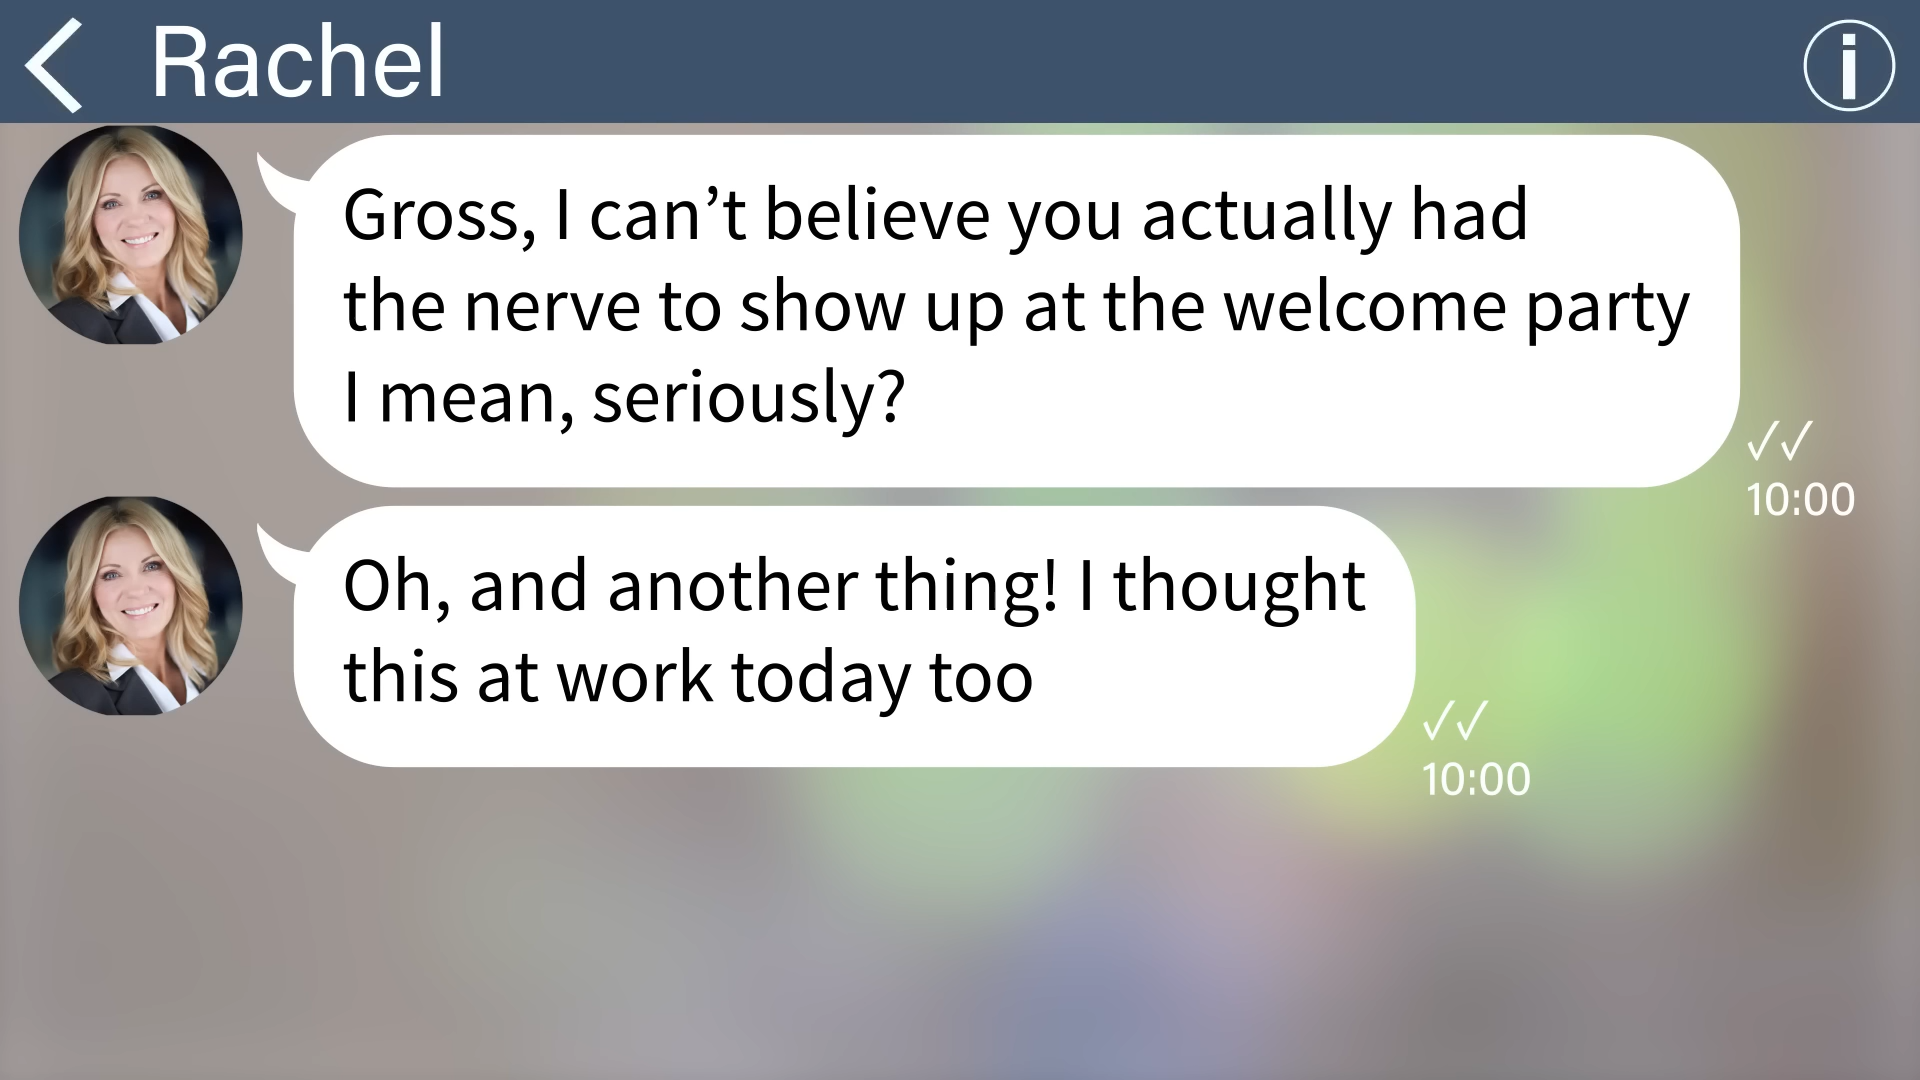 Rachel
Gross, I can’t believe you actually had
the nerve to show up at the welcome party
I mean, seriously?
10:00
Oh, and another thing! I thought
this at work today too
10:00